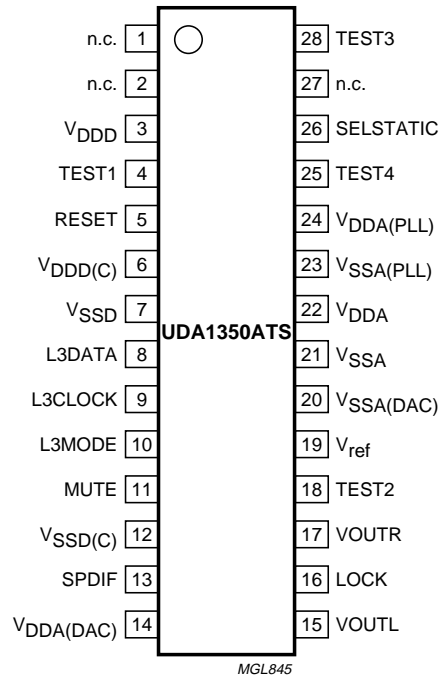 n.c. 1
n.c. 2
VDDD 3
TEST1 4
RESET 5
VDDD(C) 6
VSSD 7
L3DATA 8
L3CLOCK 9
L3MODE 10
MUTE 11
VSSD(C) 12
SPDIF 13
VDDA(DAC) 14
UDA1350ATS
28 TEST3
27 n.c.
26 SELSTATIC
25 TEST4
24 VDDA(PLL)
23 VSSA(PLL)
22 VDDA
21 VSSA
20 VSSA(DAC)
19 Vref
18 TEST2
17 VOUTR
16 LOCK
15 VOUTL
MGL845